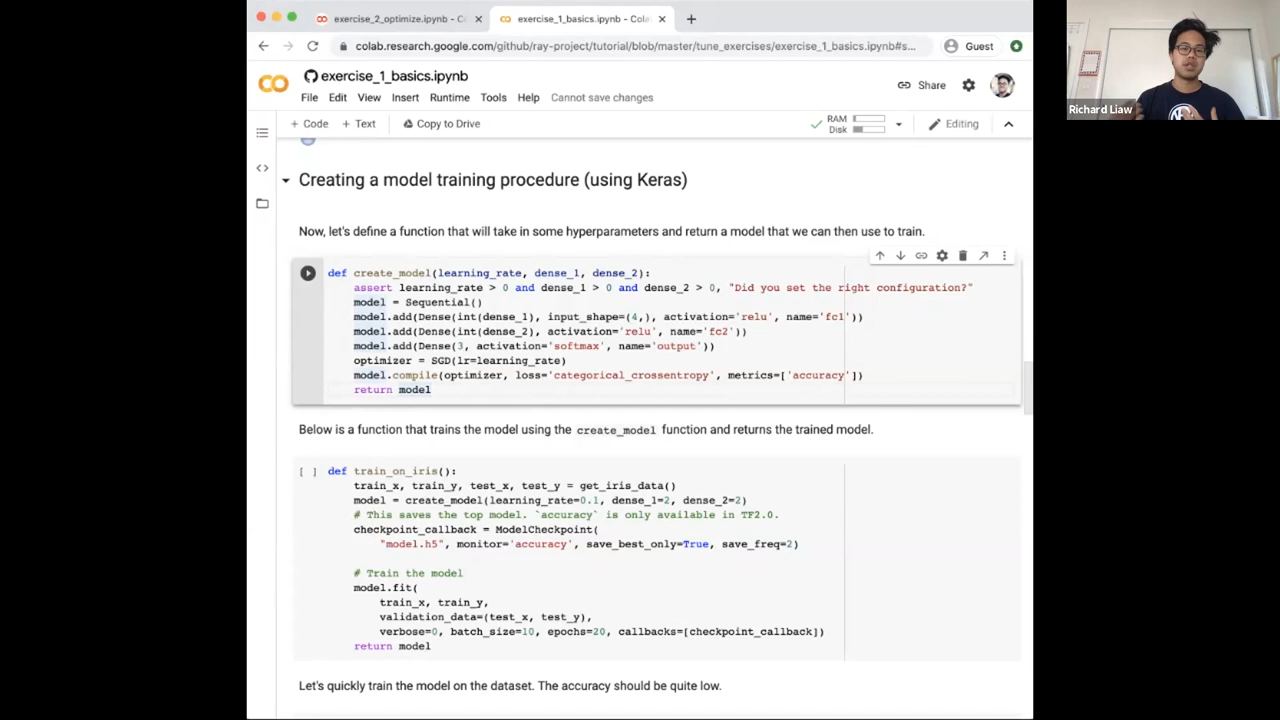 exercise_2_optimize.ipynb - C
exercise_1_basics.ipynb - Cola
colab.research.google.com/github/ray-project/tutorial/blob/master/tune_exercises/exercise_1_basics.ipynb#s...
Guest
Richard Liaw
exercise_1_basics.ipynb
Share
File Edit View Insert Runtime Tools Help Cannot save changes
+ Code + Text Copy to Drive
RAM
Disk
Editing
Creating a model training procedure (using Keras)
Now, let's define a function that will take in some hyperparameters and return a model that we can then use to train.
def create_model(learning_rate, dense_1, dense_2):
assert learning_rate > 0 and dense_1 > 0 and dense_2 > 0, "Did you set the right configuration?"
model = Sequential()
model.add(Dense(int(dense_1), input_shape=(4,), activation='relu', name='fc1'))
model.add(Dense(int(dense_2), activation='relu', name='fc2'))
model.add(Dense(3, activation='softmax', name='output'))
optimizer = SGD(lr=learning_rate)
model.compile(optimizer, loss='categorical_crossentropy', metrics=['accuracy'])
return model
Below is a function that trains the model using the create_model function and returns the trained model.
[ ] def train_on_iris():
train_x, train_y, test_x, test_y = get_iris_data()
model = create_model(learning_rate=0.1, dense_1=2, dense_2=2)
# This saves the top model. `accuracy` is only available in TF2.0.
checkpoint_callback = ModelCheckpoint(
"model.h5", monitor='accuracy', save_best_only=True, save_freq=2)
# Train the model
model.fit(
train_x, train_y,
validation_data=(test_x, test_y),
verbose=0, batch_size=10, epochs=20, callbacks=[checkpoint_callback])
return model
Let's quickly train the model on the dataset. The accuracy should be quite low.